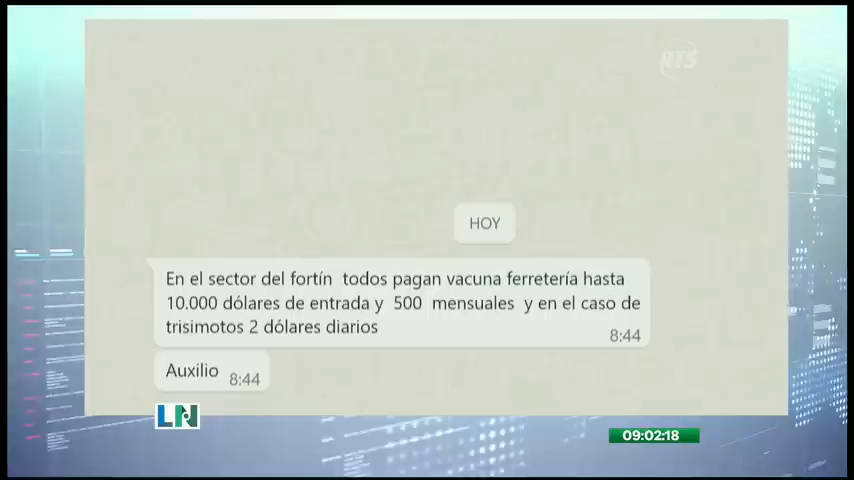 RTS
HOY
En el sector del fortín todos pagan vacuna ferretería hasta
10.000 dólares de entrada y 500 mensuales y en el caso de
trisimotos 2 dólares diarios
8:44
Auxilio
8:44
LN
09:02:18